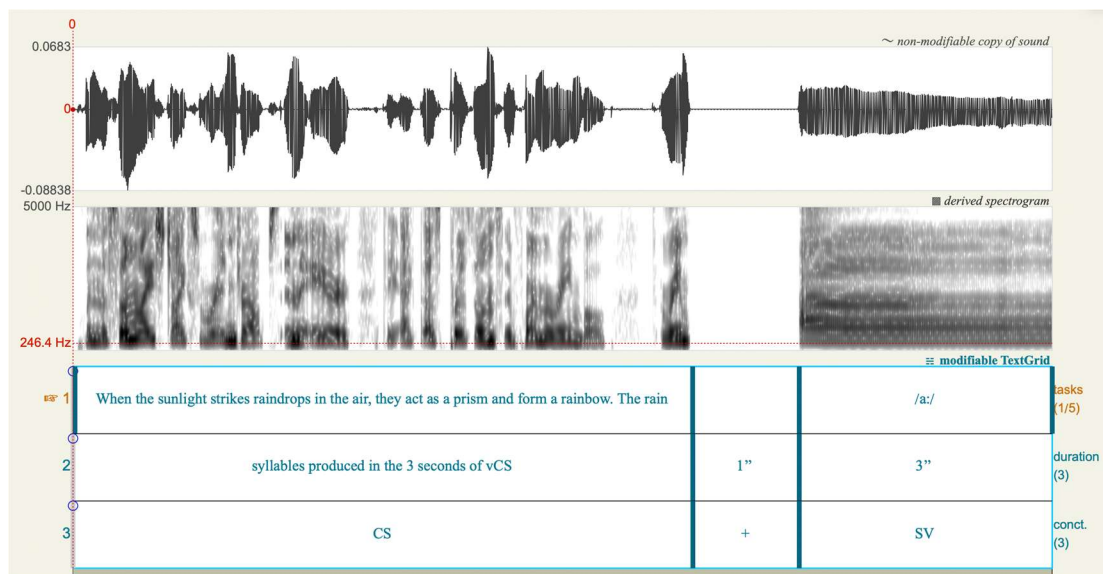 0
0.0683
〜 non-modifiable copy of sound
0
-0.08838
5000 Hz
derived spectrogram
246.4 Hz
modifiable TextGrid
☞ 1
When the sunlight strikes raindrops in the air, they act as a prism and form a rainbow. The rain
/a:/
tasks
(1/5)
2
syllables produced in the 3 seconds of vCS
1”
3”
duration
(3)
3
CS
+
SV
conct.
(3)